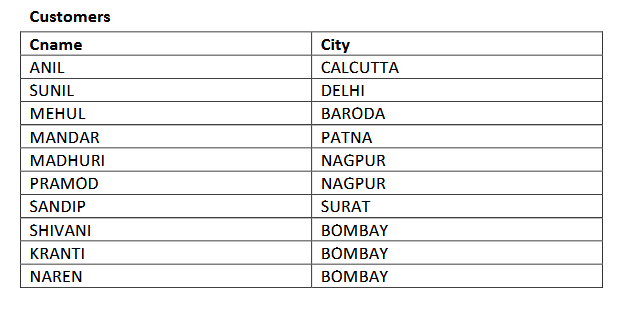 Customers
Cname City
ANIL CALCUTTA
SUNIL DELHI
MEHUL BARODA
MANDAR PATNA
MADHURI NAGPUR
PRAMOD NAGPUR
SANDIP SURAT
SHIVANI BOMBAY
KRANTI BOMBAY
NAREN BOMBAY